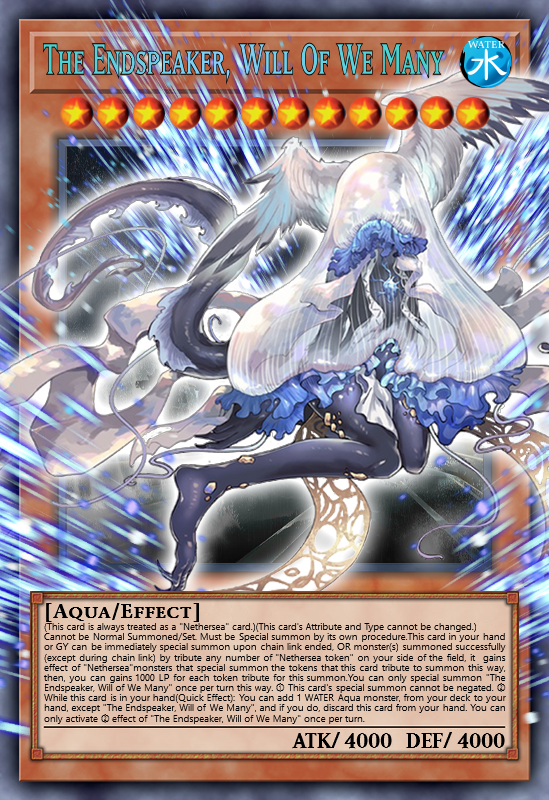 The Endspeaker, Will Of We Many
WATER
水
[Aqua/Effect]
(This card is always treated as a "Nethersea" card.)(This card's Attribute and Type cannot be changed.)
Cannot be Normal Summoned/Set. Must be Special summon by its own procedure.This card in your hand
or GY can be immediately special summon upon chain link ended, OR monster(s) summoned successfully
(except during chain link) by tribute any number of "Nethersea token" on your side of the field, it gains
effect of "Nethersea"monsters that special summon the tokens that this card tribute to summon this way,
then, you can gains 1000 LP for each token tribute for this summon.You can only special summon "The
Endspeaker, Will of We Many" once per turn this way. ① This card's special summon cannot be negated. ②
While this card is in your hand(Quick Effect): You can add 1 WATER Aqua monster, from your deck to your
hand, except "The Endspeaker, Will of We Many", and if you do, discard this card from your hand. You can
only activate ② effect of "The Endspeaker, Will of We Many" once per turn.
ATK/ 4000 DEF/ 4000